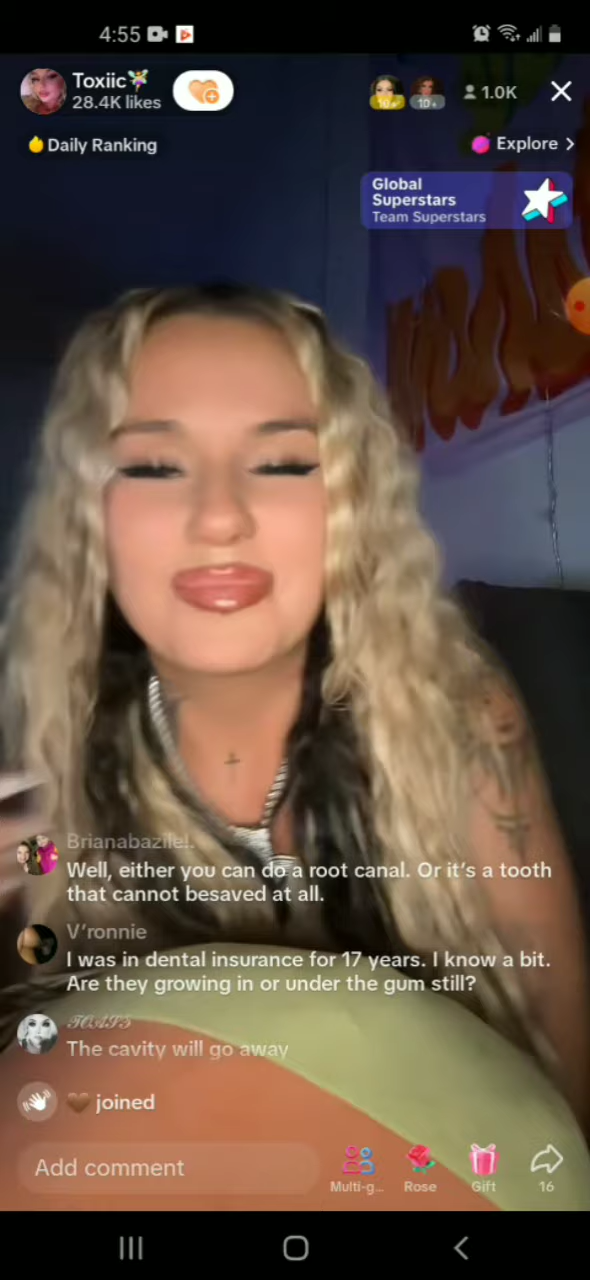 4:55
Toxiic🧚
28.4K likes
10+
10+
1.0K
Daily Ranking
Explore >
Global
Superstars
Team Superstars
Brianabazile!.
Well, either you can do a root canal. Or it's a tooth
that cannot besaved at all.
V'ronnie
I was in dental insurance for 17 years. I know a bit.
Are they growing in or under the gum still?
The cavity will go away
🤎 joined
Add comment
Multi-g...
Rose
Gift
16